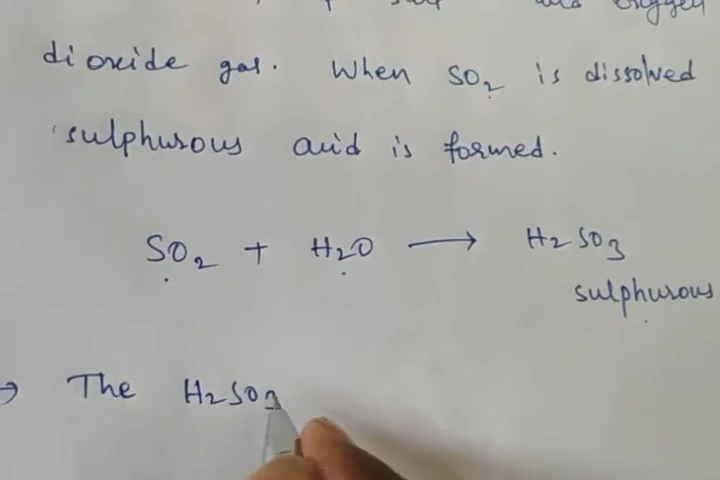 dioxide gas. When SO₂ is dissolved
sulphurous acid is formed.
SO₂ + H₂O ⟶ H₂SO₃
sulphurous
→ The H₂SO₃